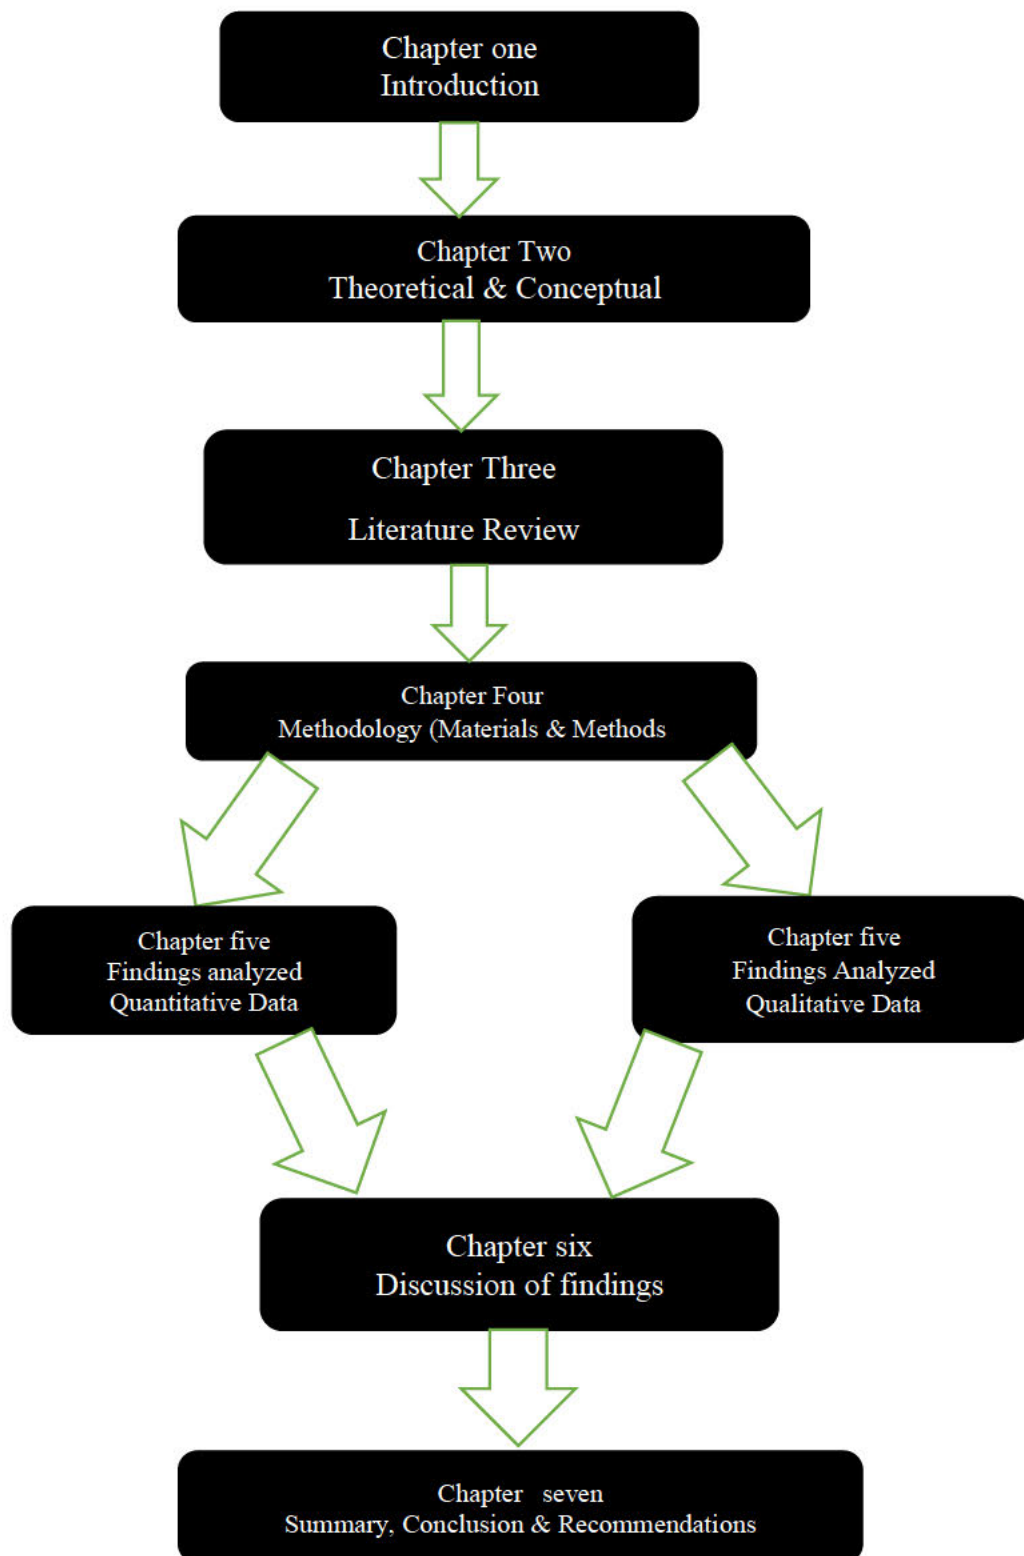 Chapter one
Introduction
Chapter Two
Theoretical & Conceptual
Chapter Three
Literature Review
Chapter Four
Methodology (Materials & Methods
Chapter five
Findings analyzed
Quantitative Data
Chapter five
Findings Analyzed
Qualitative Data
Chapter six
Discussion of findings
Chapter seven
Summary, Conclusion & Recommendations